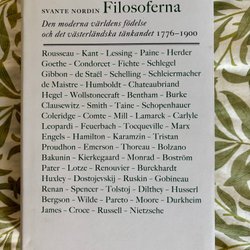 SVANTE NORDIN Filosoferna
Den moderna världens födelse
och det västerländska tänkandet 1776–1900
Rousseau – Kant – Lessing – Paine – Herder
Goethe – Condorcet – Fichte – Schlegel
Gibbon – de Staël – Schelling – Schleiermacher
de Maistre – Humboldt – Chateaubriand
Hegel – Wollstonecraft – Bentham – Burke
Clausewitz – Smith – Taine – Schopenhauer
Coleridge – Comte – Mill – Lamarck – Carlyle
Leopardi – Feuerbach – Tocqueville – Marx
Engels – Hamilton – Karamzin – Tristan
Proudhon – Emerson – Thoreau – Bolzano
Bakunin – Kierkegaard – Monrad – Boström
Pater – Lotze – Renouvier – Burckhardt
Huxley – Dostojevskij – Ruskin – Gobineau
Renan – Spencer – Tolstoj – Dilthey – Husserl
Bergson – Wilde – Pareto – Moore – Durkheim
James – Croce – Russell – Nietzsche